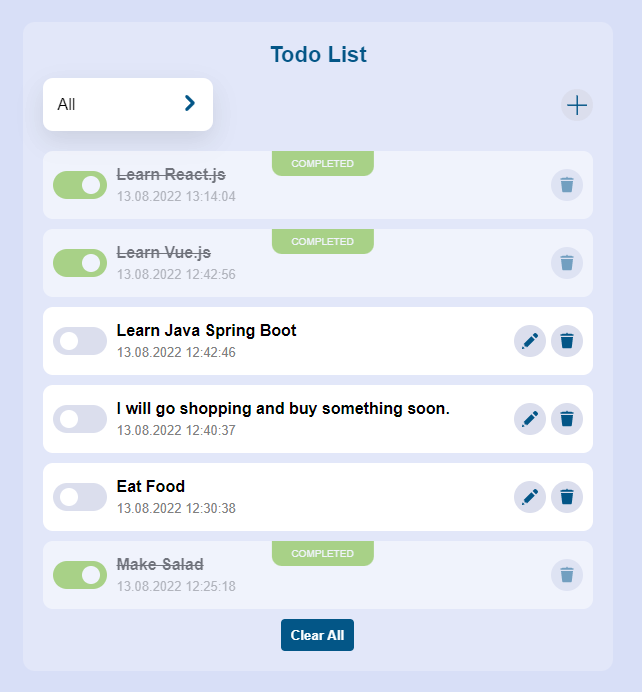 Todo List
All
COMPLETED
Learn React.js
13.08.2022 13:14:04
COMPLETED
Learn Vue.js
13.08.2022 12:42:56
Learn Java Spring Boot
13.08.2022 12:42:46
I will go shopping and buy something soon.
13.08.2022 12:40:37
Eat Food
13.08.2022 12:30:38
COMPLETED
Make Salad
13.08.2022 12:25:18
Clear All